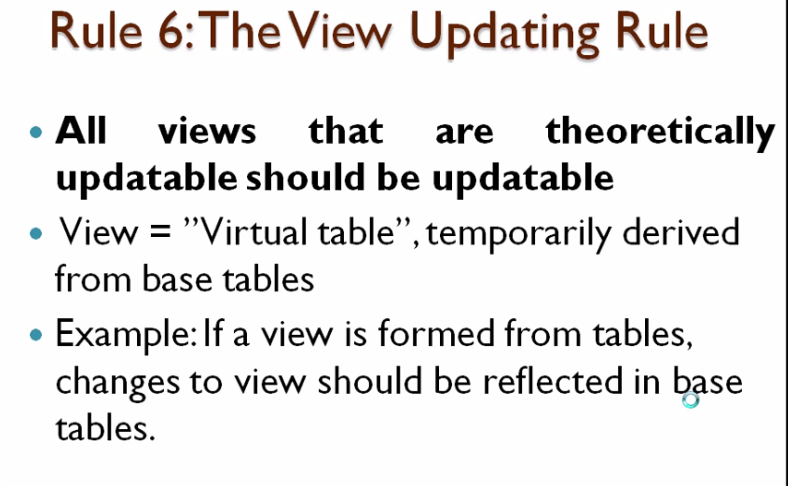 Rule 6: The View Updating Rule
• All views that are theoretically
updatable should be updatable
• View = ”Virtual table”, temporarily derived
from base tables
• Example: If a view is formed from tables,
changes to view should be reflected in base
tables.